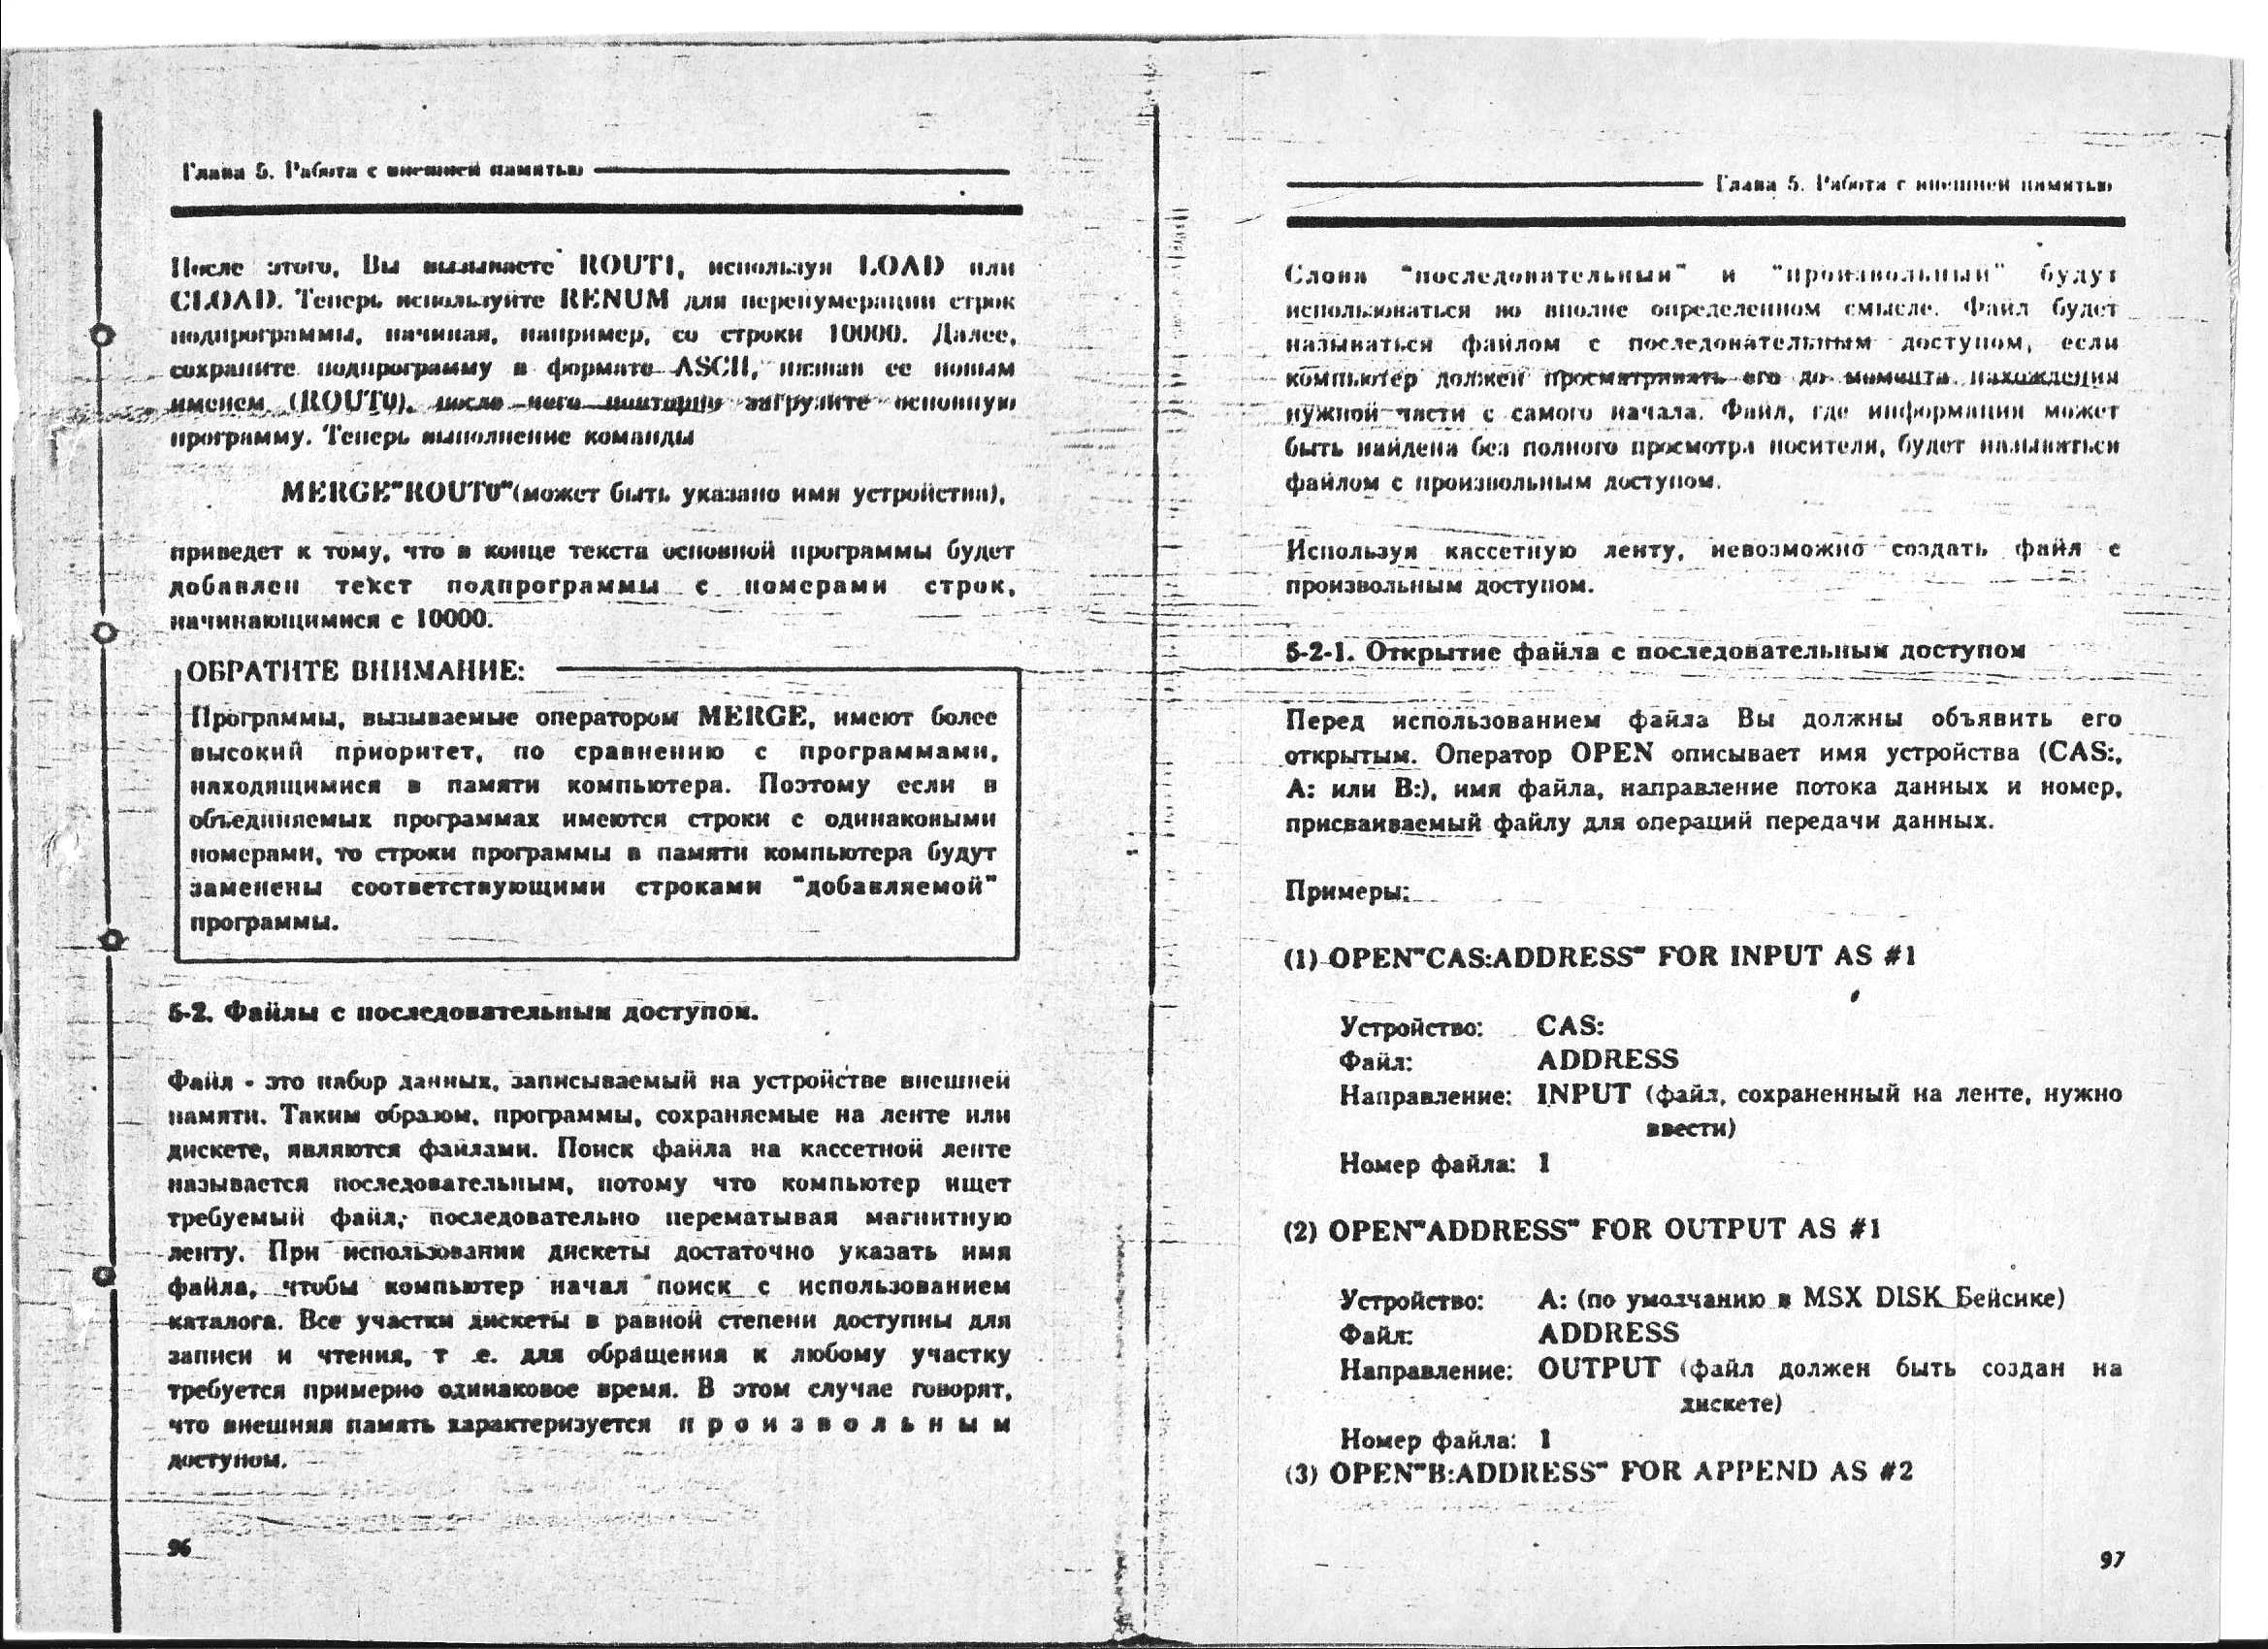 Глава 5. Работа с внешней памятью
После этого, Вы вызываете ROUT1, используя LOAD или
CLOAD. Теперь используйте RENUM для перенумерации строк
подпрограммы, начиная, например, со строки 10000. Далее,
сохраните подпрограмму в формате ASCII, назвав ее новым
именем (ROUT0), после чего повторно загрузите основную
программу. Теперь выполнение команды
MERGE"ROUT0"(может быть указано имя устройства),
приведет к тому, что в конце текста основной программы будет
добавлен текст подпрограммы с номерами строк,
начинающимися с 10000.
ОБРАТИТЕ ВНИМАНИЕ:
Программы, вызываемые оператором MERGE, имеют более
высокий приоритет, по сравнению с программами,
находящимися в памяти компьютера. Поэтому если в
объединяемых программах имеются строки с одинаковыми
номерами, то строки программы в памяти компьютера будут
заменены соответствующими строками "добавляемой"
программы.
5-2. Файлы с последовательным доступом.
Файл - это набор данных, записываемый на устройстве внешней
памяти. Таким образом, программы, сохраняемые на ленте или
дискете, являются файлами. Поиск файла на кассетной ленте
называется последовательным, потому что компьютер ищет
требуемый файл, последовательно перематывая магнитную
ленту. При использовании дискеты достаточно указать имя
файла, чтобы компьютер начал поиск с использованием
каталога. Все участки дискеты в равной степени доступны для
записи и чтения, т .е. для обращения к любому участку
требуется примерно одинаковое время. В этом случае говорят,
что внешняя память характеризуется п р о и з в о л ь н ы м
доступом.
96
Глава 5. Работа с внешней памятью
Слова "последовательный" и "произвольный" будут
использоваться во вполне определенном смысле. Файл будет
называться файлом с последовательным доступом, если
компьютер должен просматривать его до момента нахождения
нужной части с самого начала. Файл, где информация может
быть найдена без полного просмотра носителя, будет называться
файлом с произвольным доступом.
Используя кассетную ленту, невозможно создать файл с
произвольным доступом.
5-2-1. Открытие файла с последовательным доступом
Перед использованием файла Вы должны объявить его
открытым. Оператор OPEN описывает имя устройства (CAS:,
A: или B:), имя файла, направление потока данных и номер,
присваиваемый файлу для операций передачи данных.
Примеры:
(1) OPEN"CAS:ADDRESS" FOR INPUT AS #1
Устройство: CAS:
Файл: ADDRESS
Направление: INPUT (файл, сохраненный на ленте, нужно
ввести)
Номер файла: 1
(2) OPEN"ADDRESS" FOR OUTPUT AS #1
Устройство: A: (по умолчанию в MSX DISK Бейсике)
Файл: ADDRESS
Направление: OUTPUT (файл должен быть создан на
дискете)
Номер файла: 1
(3) OPEN"B:ADDRESS" FOR APPEND AS #2
97